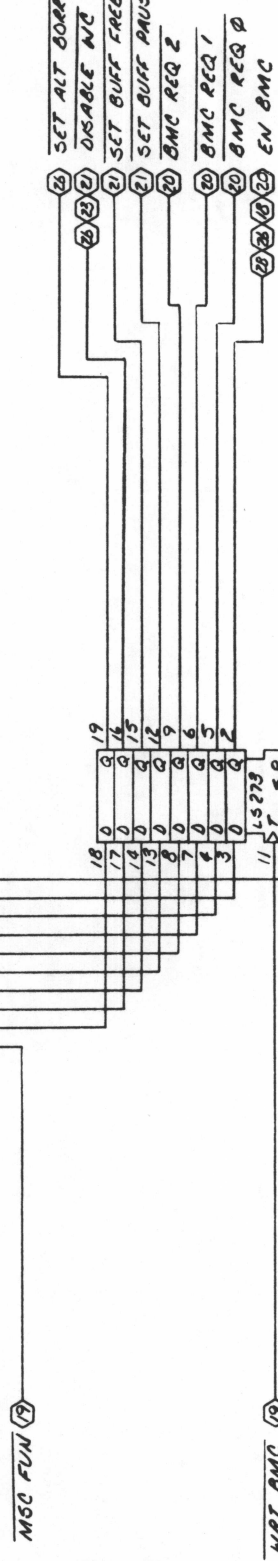 26 SET ALT BORR
26 23 21 DISABLE WC
21 SET BUFF FREE
21 SET BUFF PAUS
20 BMC REQ 2
20 BMC REQ 1
20 BMC REQ Ø
28 26 18 20 EN BMC
18 D Q 19
17 D Q 16
14 D Q 15
13 D Q 12
8 D Q 9
7 D Q 6
4 D Q 5
3 D Q 2
LS273
11 T
MSC FUN 19
WRT BMC 19